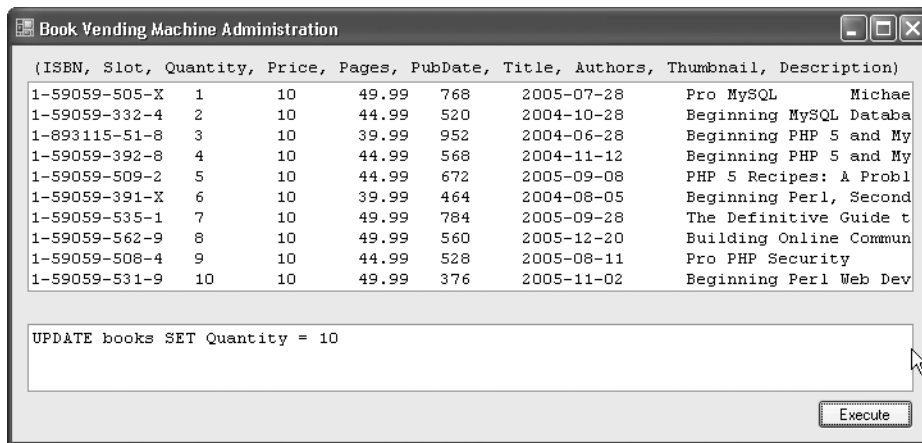 Book Vending Machine Administration
(ISBN, Slot, Quantity, Price, Pages, PubDate, Title, Authors, Thumbnail, Description)
1-59059-505-X 1 10 49.99 768 2005-07-28 Pro MySQL Michae
1-59059-332-4 2 10 44.99 520 2004-10-28 Beginning MySQL Databa
1-893115-51-8 3 10 39.99 952 2004-06-28 Beginning PHP 5 and My
1-59059-392-8 4 10 44.99 568 2004-11-12 Beginning PHP 5 and My
1-59059-509-2 5 10 44.99 672 2005-09-08 PHP 5 Recipes: A Probl
1-59059-391-X 6 10 39.99 464 2004-08-05 Beginning Perl, Second
1-59059-535-1 7 10 49.99 784 2005-09-28 The Definitive Guide t
1-59059-562-9 8 10 49.99 560 2005-12-20 Building Online Commun
1-59059-508-4 9 10 44.99 528 2005-08-11 Pro PHP Security
1-59059-531-9 10 10 49.99 376 2005-11-02 Beginning Perl Web Dev
UPDATE books SET Quantity = 10
Execute